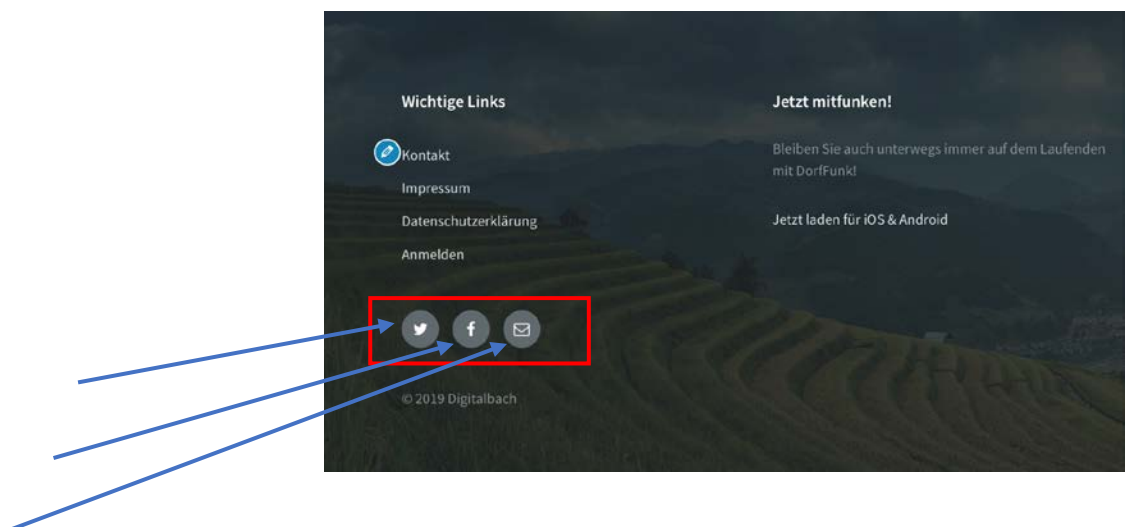 Wichtige Links
Kontakt
Impressum
Datenschutzerklärung
Anmelden
© 2019 Digitalbach
Jetzt mitfunken!
Bleiben Sie auch unterwegs immer auf dem Laufenden
mit DorfFunk!
Jetzt laden für iOS & Android